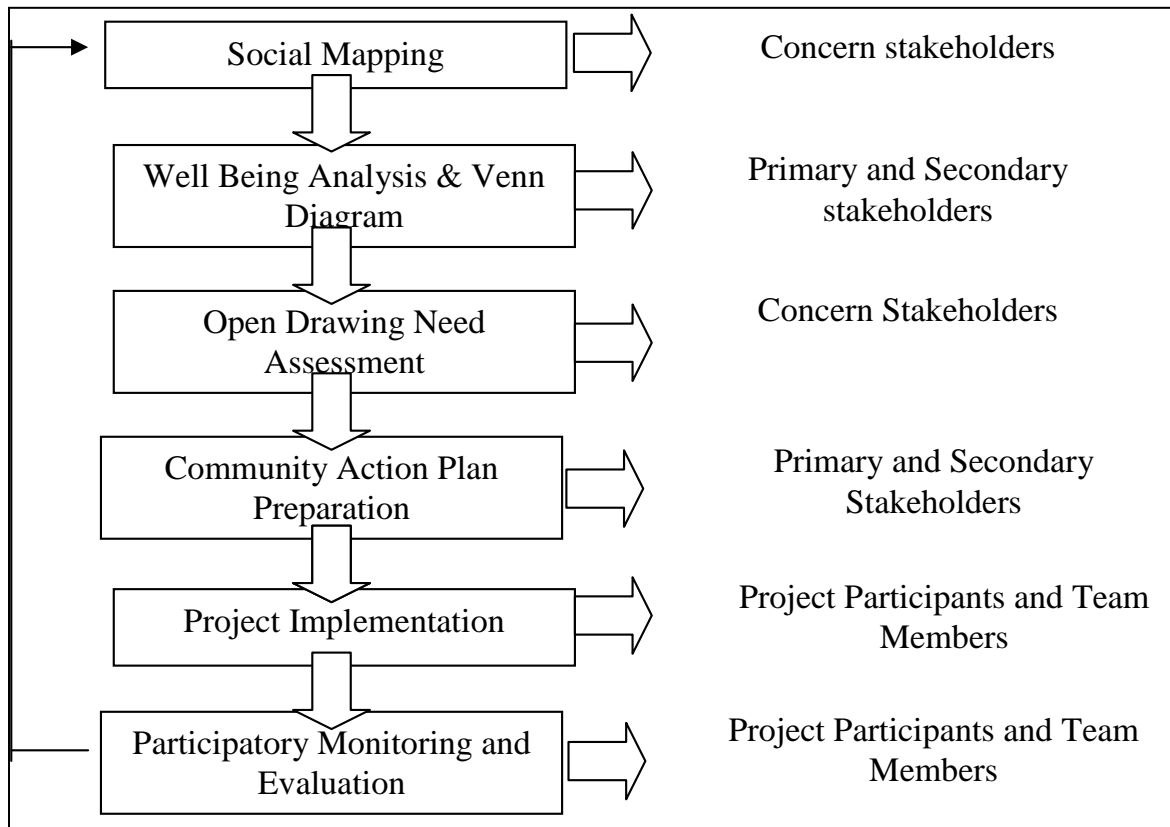 Social Mapping
Concern stakeholders
Well Being Analysis & Venn
Diagram
Primary and Secondary
stakeholders
Open Drawing Need
Assessment
Concern Stakeholders
Community Action Plan
Preparation
Primary and Secondary
Stakeholders
Project Implementation
Project Participants and Team
Members
Participatory Monitoring and
Evaluation
Project Participants and Team
Members